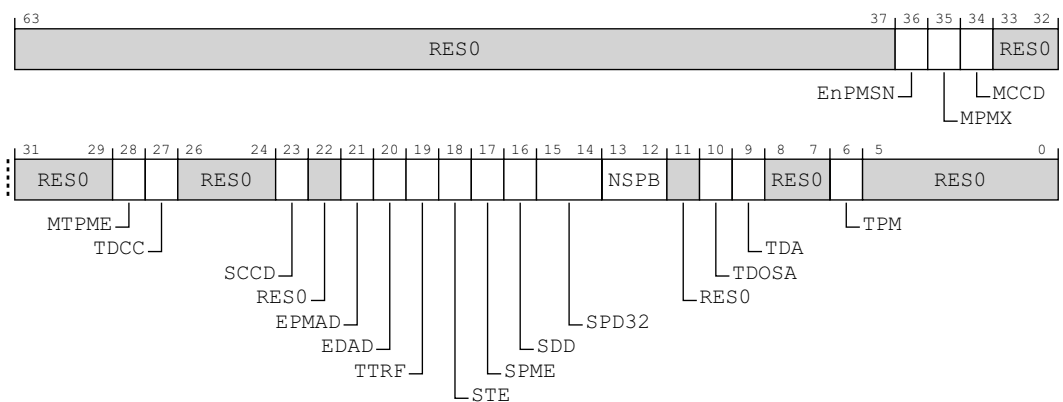 63 37 36 35 34 33 32
RES0 RES0
EnPMSN MCCD
MPMX
31 29 28 27 26 24 23 22 21 20 19 18 17 16 15 14 13 12 11 10 9 8 7 6 5 0
RES0 RES0 NSPB RES0 RES0
MTPME TPM
TDCC TDA
SCCD TDOSA
RES0 RES0
EPMAD SPD32
EDAD SDD
TTRF SPME
STE